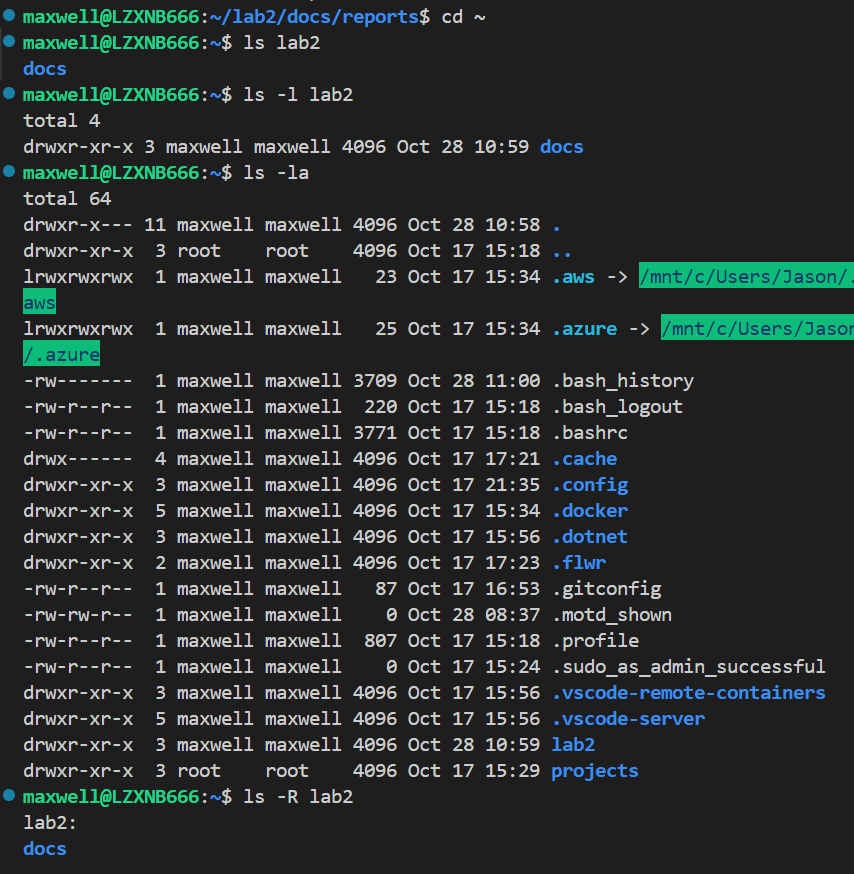 maxwell@LZXNB666:~/lab2/docs/reports$ cd ~
maxwell@LZXNB666:~$ ls lab2
docs
maxwell@LZXNB666:~$ ls -l lab2
total 4
drwxr-xr-x 3 maxwell maxwell 4096 Oct 28 10:59 docs
maxwell@LZXNB666:~$ ls -la
total 64
drwxr-x--- 11 maxwell maxwell 4096 Oct 28 10:58 .
drwxr-xr-x  3 root    root    4096 Oct 17 15:18 ..
lrwxrwxrwx  1 maxwell maxwell   23 Oct 17 15:34 .aws -> /mnt/c/Users/Jason/.
aws
lrwxrwxrwx  1 maxwell maxwell   25 Oct 17 15:34 .azure -> /mnt/c/Users/Jason
/.azure
-rw-------  1 maxwell maxwell 3709 Oct 28 11:00 .bash_history
-rw-r--r--  1 maxwell maxwell  220 Oct 17 15:18 .bash_logout
-rw-r--r--  1 maxwell maxwell 3771 Oct 17 15:18 .bashrc
drwx------  4 maxwell maxwell 4096 Oct 17 17:21 .cache
drwxr-xr-x  3 maxwell maxwell 4096 Oct 17 21:35 .config
drwxr-xr-x  5 maxwell maxwell 4096 Oct 17 15:34 .docker
drwxr-xr-x  3 maxwell maxwell 4096 Oct 17 15:56 .dotnet
drwxr-xr-x  2 maxwell maxwell 4096 Oct 17 17:23 .flwr
-rw-r--r--  1 maxwell maxwell   87 Oct 17 16:53 .gitconfig
-rw-rw-r--  1 maxwell maxwell    0 Oct 28 08:37 .motd_shown
-rw-r--r--  1 maxwell maxwell  807 Oct 17 15:18 .profile
-rw-r--r--  1 maxwell maxwell    0 Oct 17 15:24 .sudo_as_admin_successful
drwxr-xr-x  3 maxwell maxwell 4096 Oct 17 15:56 .vscode-remote-containers
drwxr-xr-x  5 maxwell maxwell 4096 Oct 17 15:56 .vscode-server
drwxr-xr-x  3 maxwell maxwell 4096 Oct 28 10:59 lab2
drwxr-xr-x  3 root    root    4096 Oct 17 15:29 projects
maxwell@LZXNB666:~$ ls -R lab2
lab2:
docs